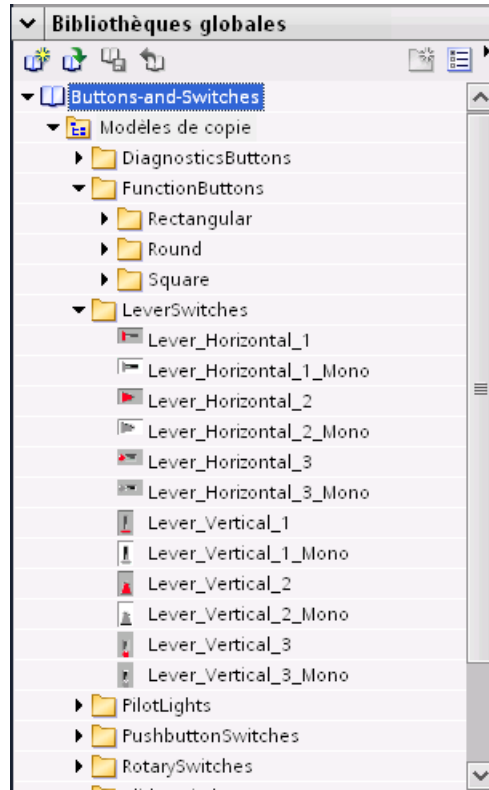 Bibliothèques globales
Buttons-and-Switches
Modèles de copie
DiagnosticsButtons
FunctionButtons
Rectangular
Round
Square
LeverSwitches
Lever_Horizontal_1
Lever_Horizontal_1_Mono
Lever_Horizontal_2
Lever_Horizontal_2_Mono
Lever_Horizontal_3
Lever_Horizontal_3_Mono
Lever_Vertical_1
Lever_Vertical_1_Mono
Lever_Vertical_2
Lever_Vertical_2_Mono
Lever_Vertical_3
Lever_Vertical_3_Mono
PilotLights
PushbuttonSwitches
RotarySwitches